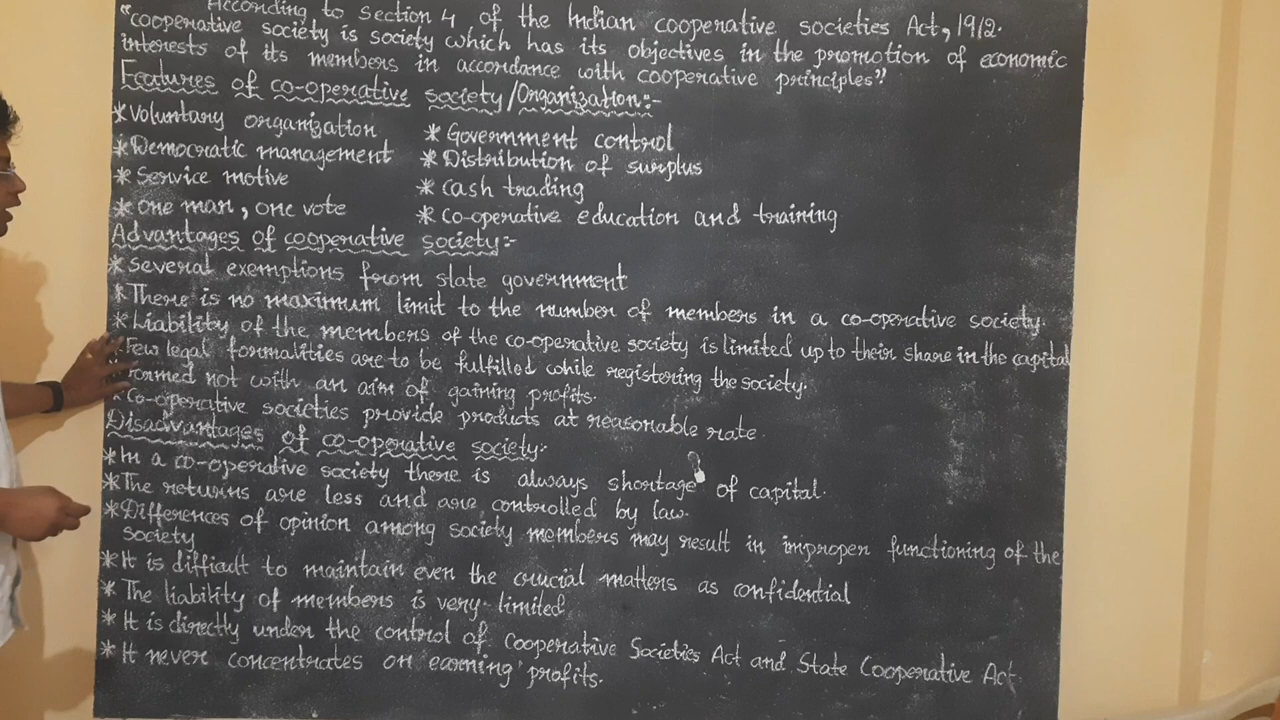 According to Section 4 of the Indian cooperative societies Act, 1912.
"cooperative society is society which has its objectives in the promotion of economic
interests of its members in accordance with cooperative principles"
Features of co-operative society/Organization:-
* Voluntary organization
* Democratic management
* Service motive
* One man, one vote
* Government control
* Distribution of surplus
* Cash trading
* Co-operative education and training
Advantages of cooperative society:-
* Several exemptions from state government
* There is no maximum limit to the number of members in a co-operative society.
* Liability of the members of the co-operative society is limited up to their share in the capital
* Few legal formalities are to be fulfilled while registering the society.
Formed not with an aim of gaining profits.
* Co-operative societies provide products at reasonable rate.
Disadvantages of co-operative society:-
* In a co-operative society there is always shortage of capital.
* The returns are less and are controlled by law.
* Differences of opinion among society members may result in improper functioning of the
society
* It is difficult to maintain even the crucial matters as confidential
* The liability of members is very limited
* It is directly under the control of Cooperative Societies Act and State Cooperative Act.
* It never concentrates on earning profits.